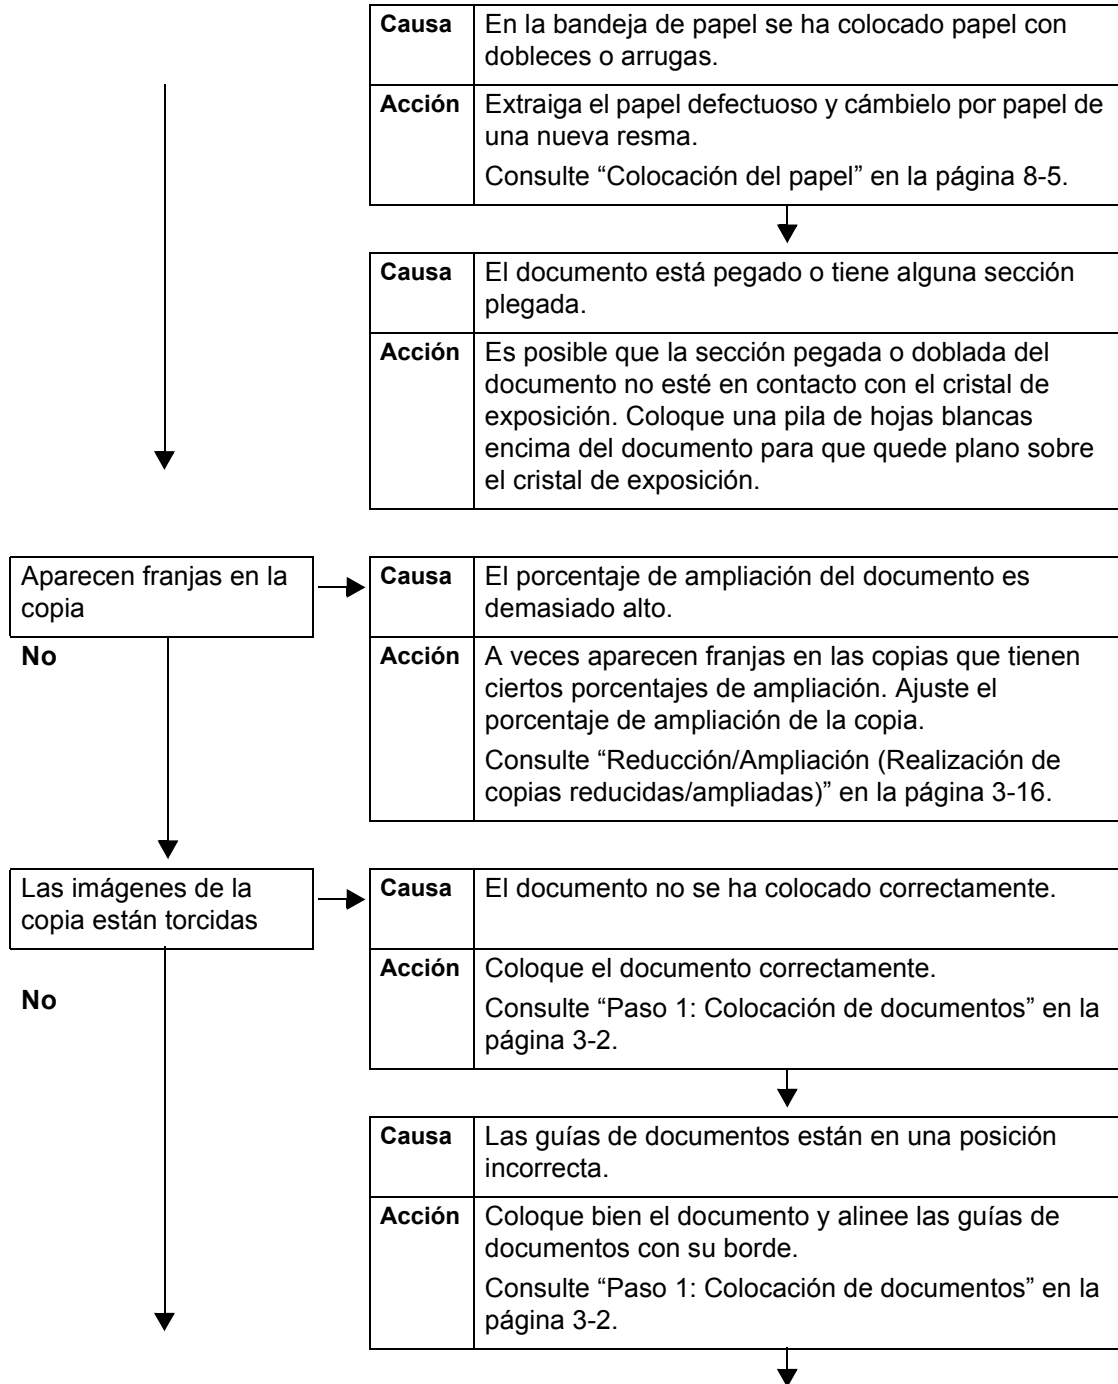 Causa En la bandeja de papel se ha colocado papel con
dobleces o arrugas.
Acción Extraiga el papel defectuoso y cámbielo por papel de
una nueva resma.
Consulte “Colocación del papel” en la página 8-5.
Causa El documento está pegado o tiene alguna sección
plegada.
Acción Es posible que la sección pegada o doblada del
documento no esté en contacto con el cristal de
exposición. Coloque una pila de hojas blancas
encima del documento para que quede plano sobre
el cristal de exposición.
Aparecen franjas en la
copia
No
Causa El porcentaje de ampliación del documento es
demasiado alto.
Acción A veces aparecen franjas en las copias que tienen
ciertos porcentajes de ampliación. Ajuste el
porcentaje de ampliación de la copia.
Consulte “Reducción/Ampliación (Realización de
copias reducidas/ampliadas)” en la página 3-16.
Las imágenes de la
copia están torcidas
No
Causa El documento no se ha colocado correctamente.
Acción Coloque el documento correctamente.
Consulte “Paso 1: Colocación de documentos” en la
página 3-2.
Causa Las guías de documentos están en una posición
incorrecta.
Acción Coloque bien el documento y alinee las guías de
documentos con su borde.
Consulte “Paso 1: Colocación de documentos” en la
página 3-2.